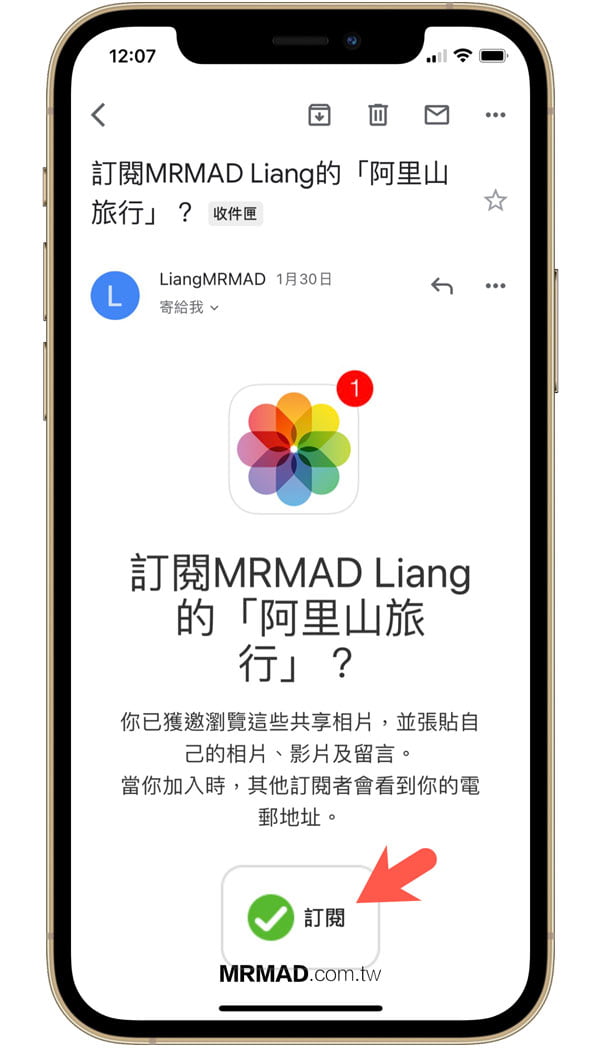 12:07
訂閱MRMAD Liang的「阿里山
旅行」？ 收件匣
L
LiangMRMAD 1月30日
寄給我
1
訂閱MRMAD Liang
的「阿里山旅
行」？
你已獲邀瀏覽這些共享相片，並張貼自
己的相片、影片及留言。
當你加入時，其他訂閱者會看到你的電
郵地址。
訂閱
MRMAD.com.tw